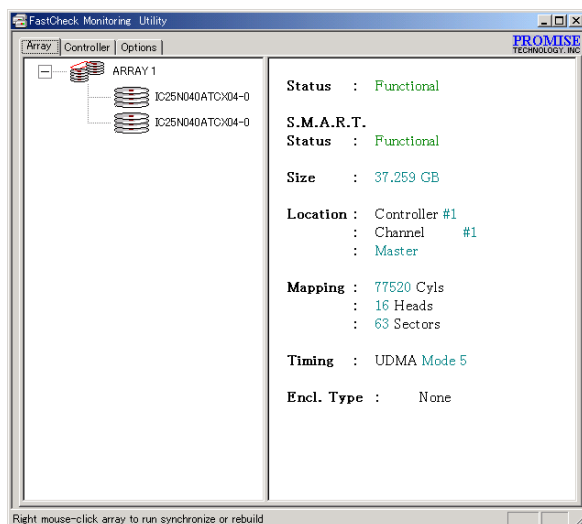 FastCheck Monitoring Utility
Array Controller Options
PROMISE
TECHNOLOGY, INC
ARRAY 1
IC25N040ATCX04-0
IC25N040ATCX04-0
Status : Functional
S.M.A.R.T.
Status : Functional
Size : 37.259 GB
Location : Controller #1
: Channel #1
: Master
Mapping : 77520 Cyls
: 16 Heads
: 63 Sectors
Timing : UDMA Mode 5
Encl. Type : None
Right mouse-click array to run synchronize or rebuild